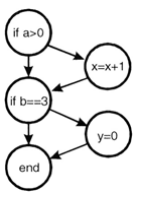 if a>0
x=x+1
if b==3
y=0
end